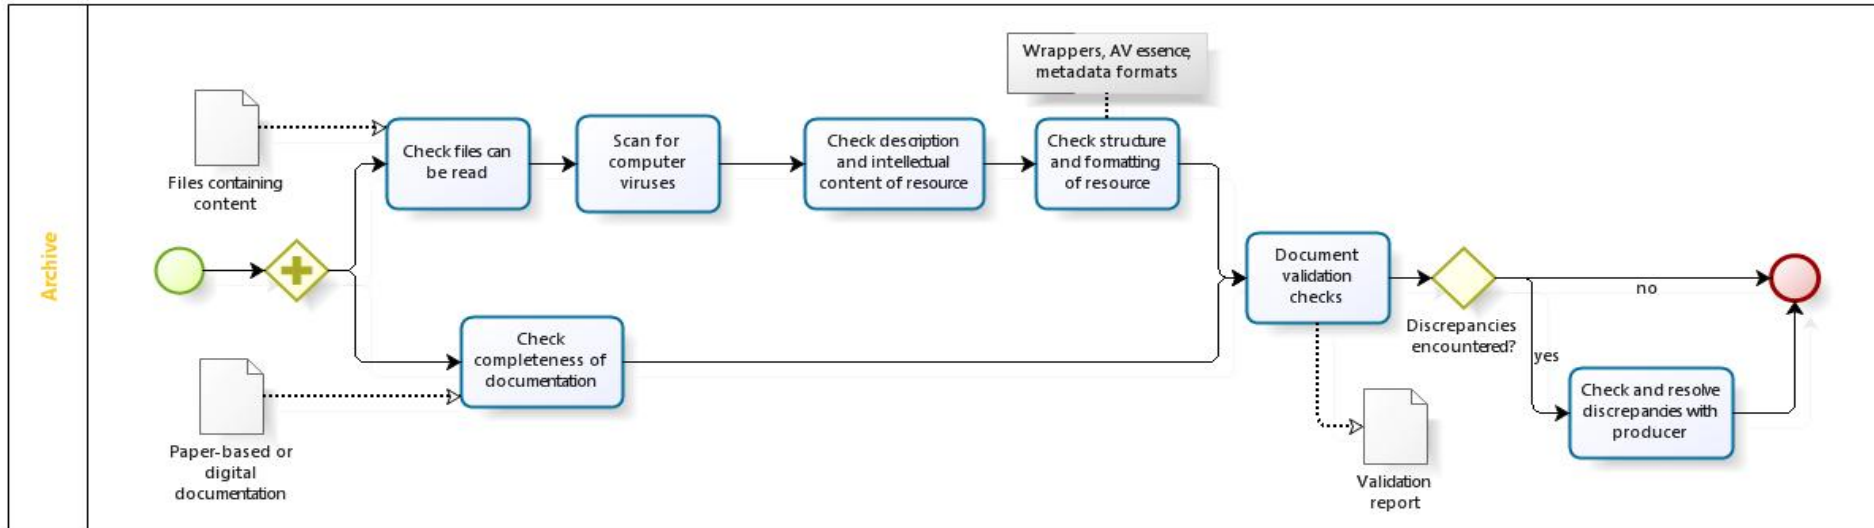 Archive
Files containing
content
Check files can
be read
Scan for
computer
viruses
Check description
and intellectual
content of resource
Wrappers, AV essence,
metadata formats
Check structure
and formatting
of resource
Paper-based or
digital
documentation
Check
completeness of
documentation
Document
validation
checks
Validation
report
Discrepancies
encountered?
no
yes
Check and resolve
discrepancies with
producer